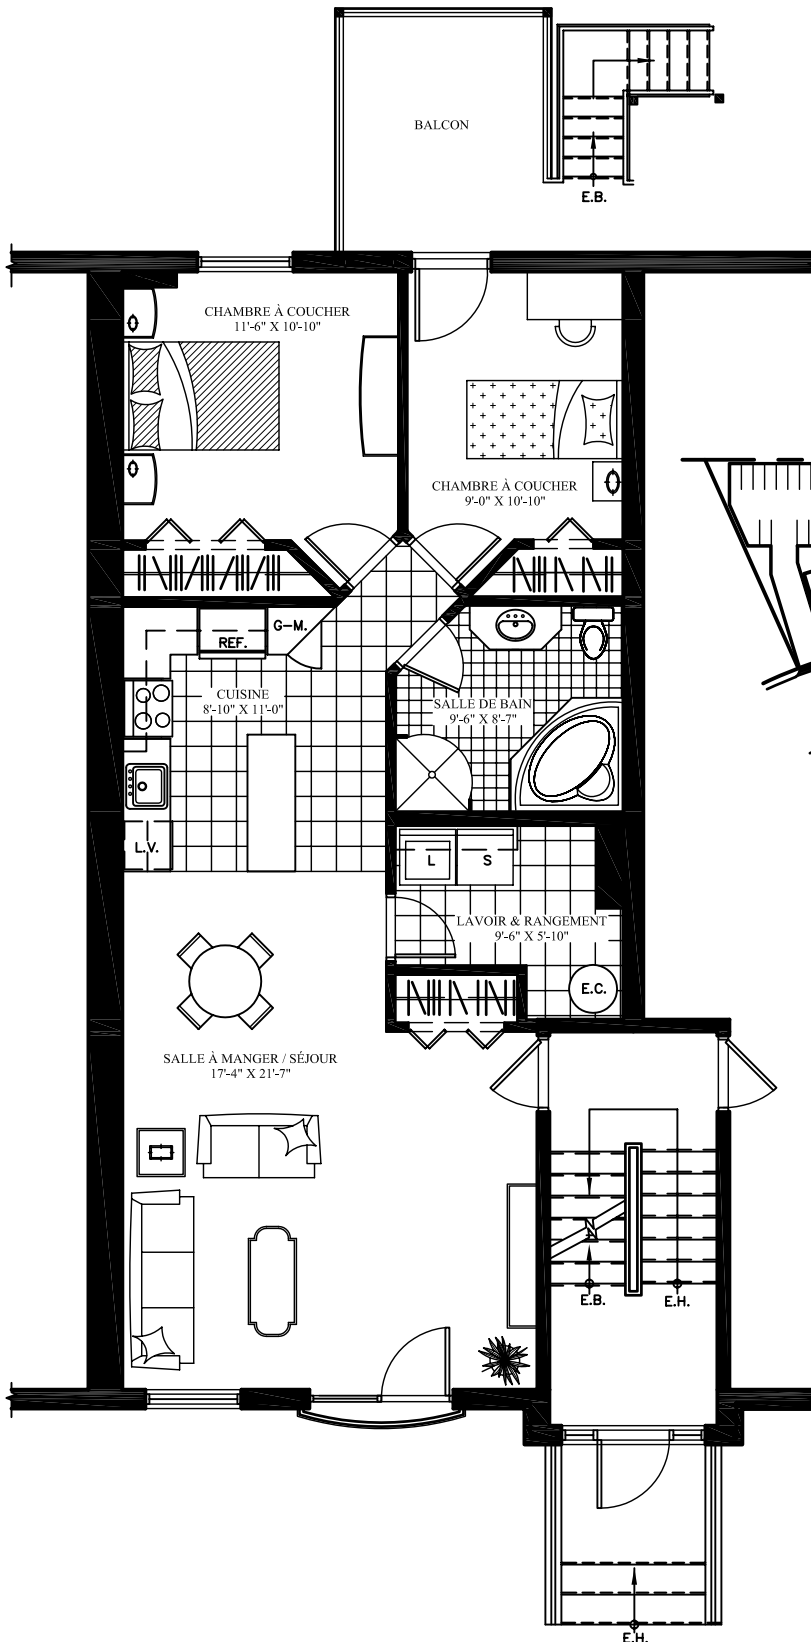 BALCON
E.B.
CHAMBRE À COUCHER
11'-6" X 10'-10"
CHAMBRE À COUCHER
9'-0" X 10'-10"
REF.
G-M.
CUISINE
8'-10" X 11'-0"
SALLE DE BAIN
9'-6" X 8'-7"
L.V.
L
S
LAVOIR & RANGEMENT
9'-6" X 5'-10"
E.C.
SALLE À MANGER / SÉJOUR
17'-4" X 21'-7"
E.B.
E.H.
E.H.